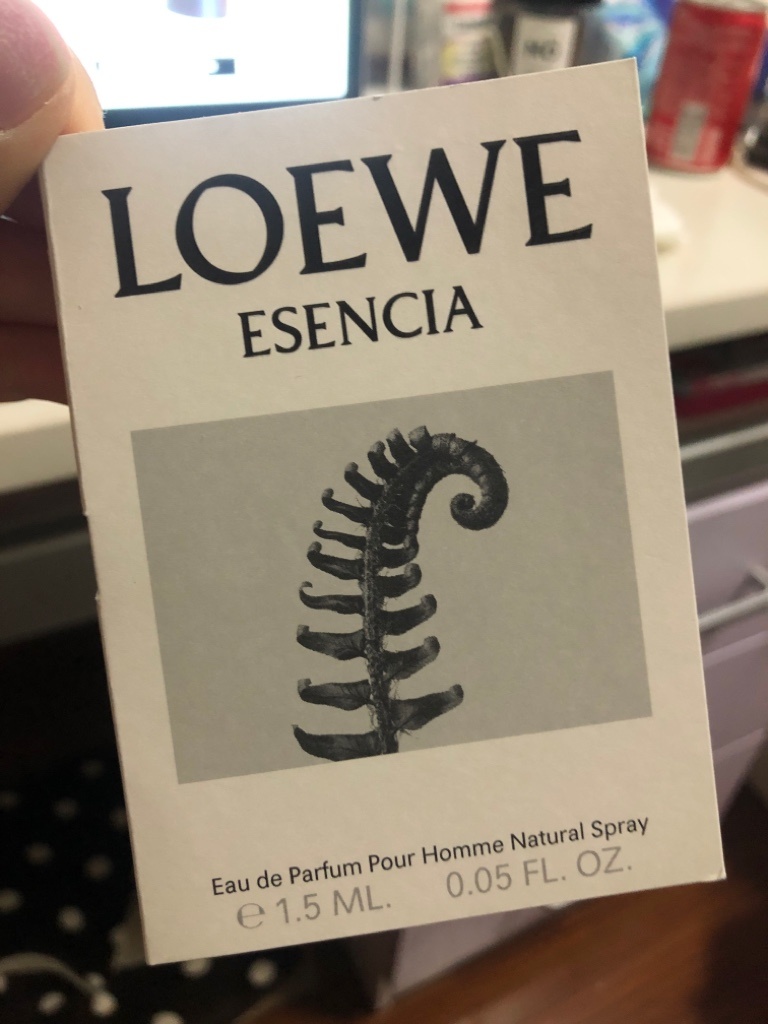 LOEWE
ESENCIA
Eau de Parfum Pour Homme Natural Spray
℮ 1.5 ML. 0.05 FL. OZ.